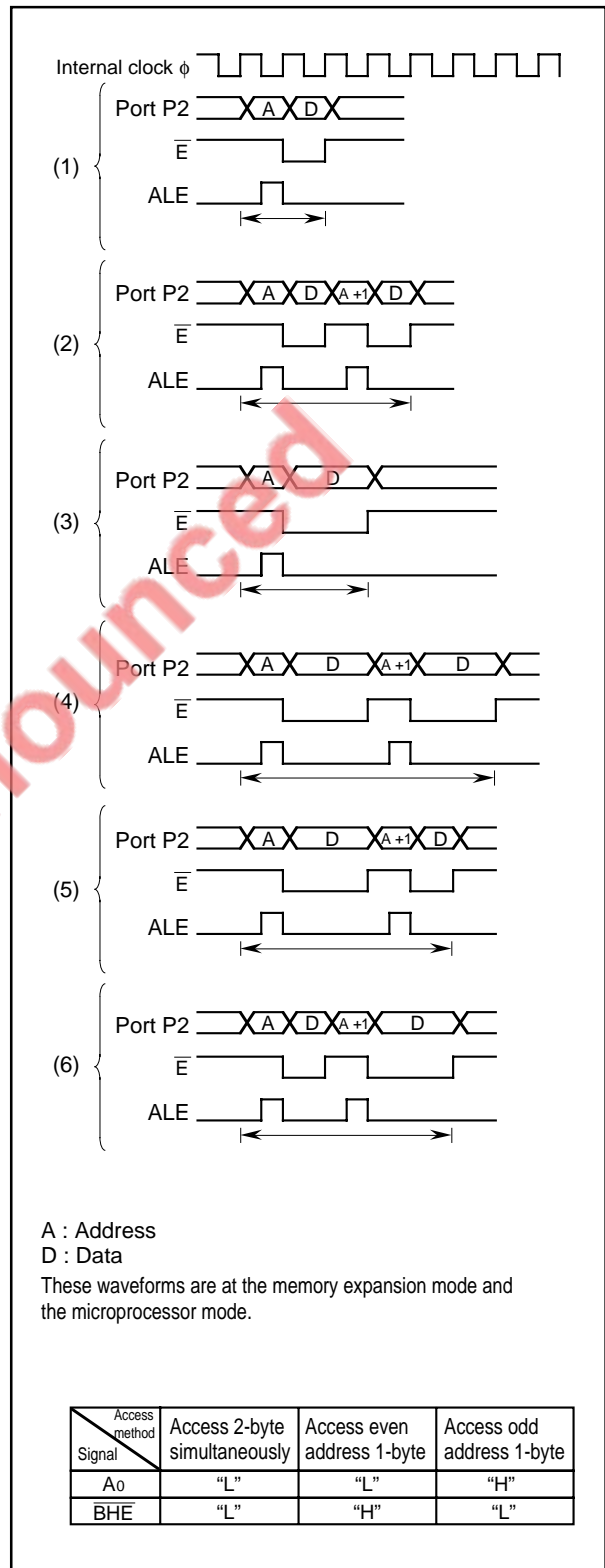 Internal clock ϕ
(1)
Port P2 A D
E
ALE
(2)
Port P2 A D A +1 D
E
ALE
(3)
Port P2 A D
E
ALE
(4)
Port P2 A D A +1 D
E
ALE
(5)
Port P2 A D A +1 D
E
ALE
(6)
Port P2 A D A +1 D
E
ALE
ounced
A : Address
D : Data
These waveforms are at the memory expansion mode and
the microprocessor mode.
Access
method
Signal
Access 2-byte
simultaneously
Access even
address 1-byte
Access odd
address 1-byte
A0 “L” “L” “H”
BHE “L” “H” “L”